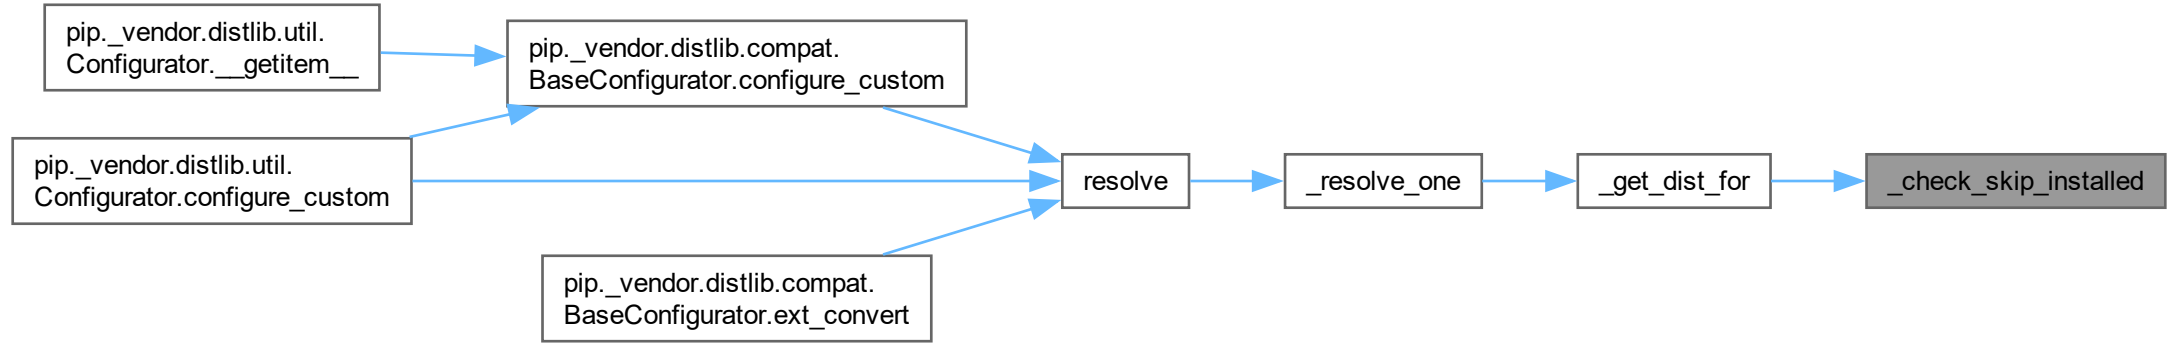 pip._vendor.distlib.util.
Configurator.__getitem__
pip._vendor.distlib.compat.
BaseConfigurator.configure_custom
pip._vendor.distlib.util.
Configurator.configure_custom
resolve
_resolve_one
_get_dist_for
_check_skip_installed
pip._vendor.distlib.compat.
BaseConfigurator.ext_convert